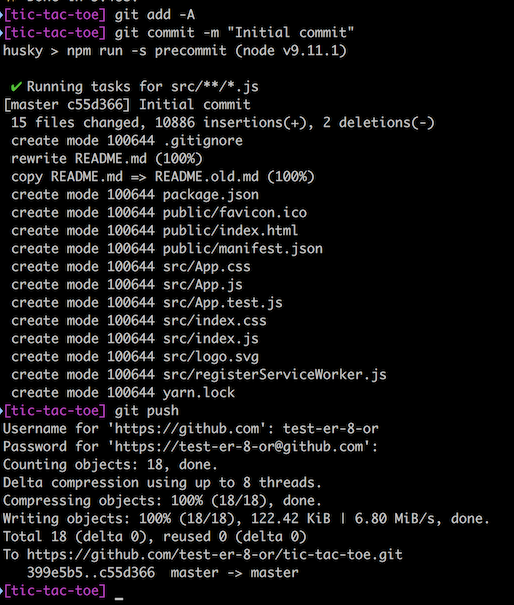 [tic-tac-toe] git add -A
[tic-tac-toe] git commit -m "Initial commit"
husky > npm run -s precommit (node v9.11.1)
✔ Running tasks for src/**/*.js
[master c55d366] Initial commit
15 files changed, 10886 insertions(+), 2 deletions(-)
create mode 100644 .gitignore
rewrite README.md (100%)
copy README.md => README.old.md (100%)
create mode 100644 package.json
create mode 100644 public/favicon.ico
create mode 100644 public/index.html
create mode 100644 public/manifest.json
create mode 100644 src/App.css
create mode 100644 src/App.js
create mode 100644 src/App.test.js
create mode 100644 src/index.css
create mode 100644 src/index.js
create mode 100644 src/logo.svg
create mode 100644 src/registerServiceWorker.js
create mode 100644 yarn.lock
[tic-tac-toe] git push
Username for 'https://github.com': test-er-8-or
Password for 'https://test-er-8-or@github.com':
Counting objects: 18, done.
Delta compression using up to 8 threads.
Compressing objects: 100% (18/18), done.
Writing objects: 100% (18/18), 122.42 KiB | 6.80 MiB/s, done.
Total 18 (delta 0), reused 0 (delta 0)
To https://github.com/test-er-8-or/tic-tac-toe.git
399e5b5..c55d366 master -> master
[tic-tac-toe]